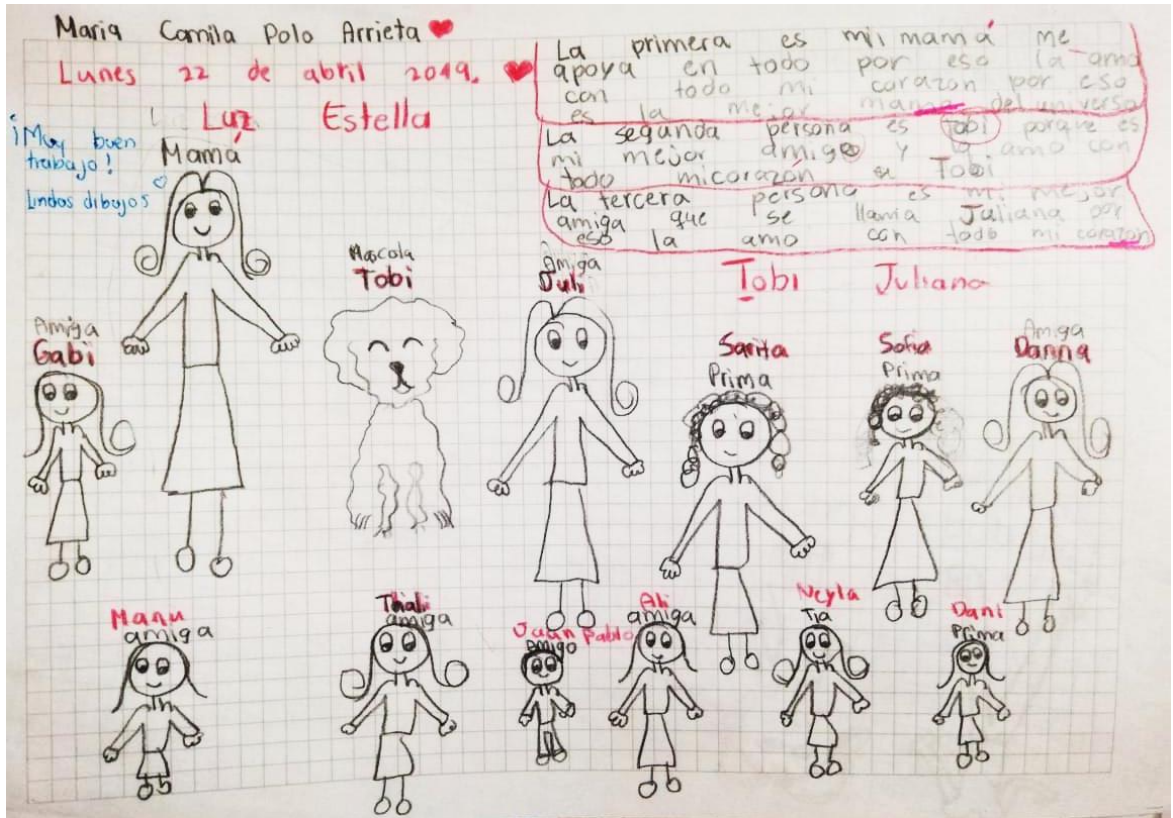 Maria Camila Polo Arrieta
Lunes 22 de abril 2019.
Luz Estella
¡Muy buen
trabajo!
Lindos dibujos
Mamá
La primera es mi mamá me
apoya en todo por eso la amo
con todo mi corazon por eso
es la mejor mama del universo
La segunda persona es Tobi porque es
mi mejor amigo y la amo con
todo micorazón a Tobi
La tercera persona es mi mejor
amiga que se llama Juliana por
eso la amo con todo mi corazon
Tobi Juliana
Amiga
Gabi
Mascota
Tobi
Amiga
Juli
Sarita
Prima
Sofia
Prima
Amiga
Danna
Manu
amiga
Thali
amiga
Juan Pablo
Amigo
Ali
amiga
Neyla
Tia
Dani
Prima